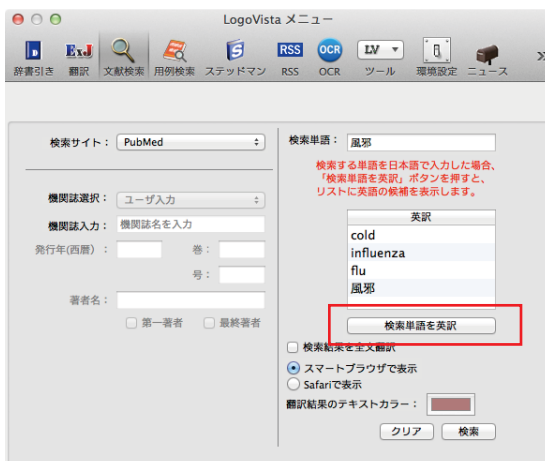 LogoVista メニュー
ExJ
RSS
OCR
LV
辞書引き 翻訳 文献検索 用例検索 ステッドマン RSS OCR ツール 環境設定 ニュース
検索サイト： PubMed
機関誌選択： ユーザ入力
機関誌入力： 機関誌名を入力
発行年(西暦)： 巻：
号：
著者名：
第一著者 最終著者
検索単語： 風邪
検索する単語を日本語で入力した場合、
「検索単語を英訳」ボタンを押すと、
リストに英語の候補を表示します。
英訳
cold
influenza
flu
風邪
検索単語を英訳
検索結果を全文翻訳
スマートブラウザで表示
Safariで表示
翻訳結果のテキストカラー：
クリア 検索